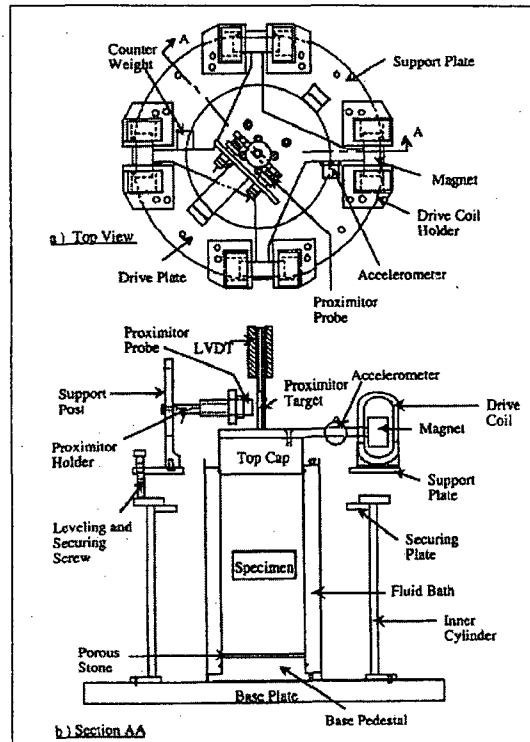 A
Counter
Weight
Support Plate
A
Magnet
Drive Coil
Holder
a ) Top View
Accelerometer
Drive Plate
Proximitor
Probe
Proximitor
Probe
LVDT
Accelerometer
Support
Post
Proximitor
Target
Drive
Coil
Magnet
Proximitor
Holder
Top Cap
Support
Plate
Leveling and
Securing
Screw
Securing
Plate
Specimen
Fluid Bath
Inner
Cylinder
Porous
Stone
Base Plate
Base Pedestal
b ) Section AA